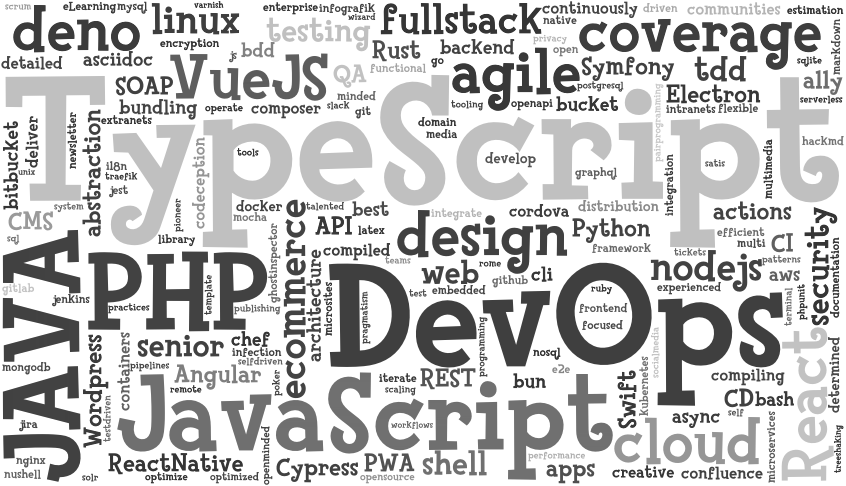 scrum
eLearning
mysql
varnish
enterprise
infografik
wizard
continuously
driven
communities
estimation
deno
linux
fullstack
native
coverage
markdown
encryption
js
bdd
testing
Rust
backend
privacy
open
detailed
asciidoc
VueJS
QA
functional
go
agile
Symfony
tdd
sqlite
SOAP
minded
postgresql
Electron
ally
bundling
operate
composer
slack
git
tooling
openapi
bucket
intranets
flexible
serverless
extranets
TypeScript
domain
media
pairprogramming
hackmd
bitbucket
unix
deliver
newsletter
abstraction
i18n
traefik
jest
codeception
tools
develop
graphql
integration
satis
multimedia
CMS
system
sql
pioneer
docker
mocha
library
ecommerce
talented
best
API
latex
compiled
integrate
cordova
distribution
design
Python
framework
actions
efficient
multi
CI
tickets
patterns
security
documentation
JAVA
gitlab
jenkins
PHP
practices
template
publishing
ghostinspector
architecture
microsites
teams
web
rome
github
cli
test
embedded
nodejs
experienced
aws
terminal
phpunit
DevOps
pragmatism
programming
ruby
frontend
focused
senior
chef
infection
selfdriven
pipelines
containers
mongodb
Wordpress
testdriven
Angular
remote
poker
iterate
scaling
REST
nosql
e2e
bun
socialmedia
Swift
kubernetes
compiling
CD
bash
self
async
React
determined
JavaScript
workflows
jira
cloud
microservices
treeshaking
nginx
nushell
solr
ReactNative
optimize
optimized
openminded
Cypress
PWA
opensource
shell
performance
apps
creative
confluence